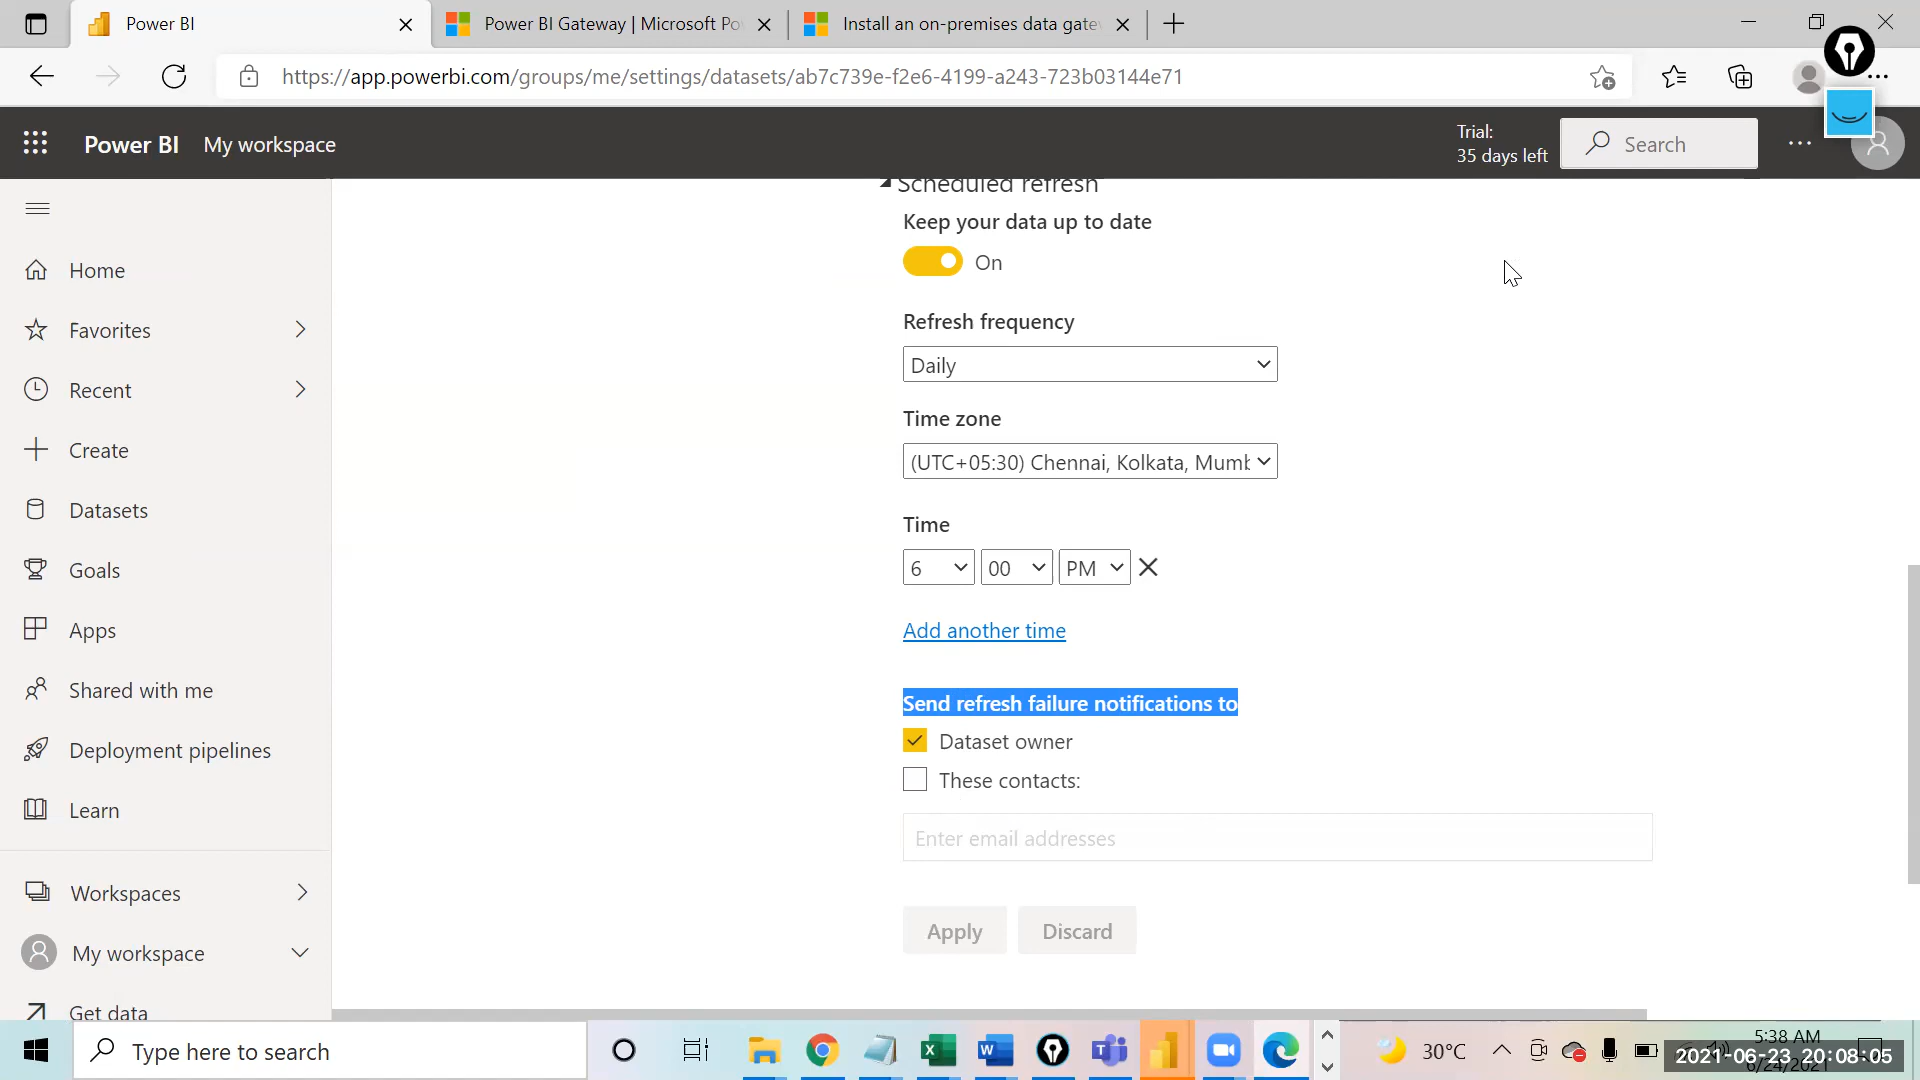 Power BI
Power BI Gateway | Microsoft Po
Install an on-premises data gate
https://app.powerbi.com/groups/me/settings/datasets/ab7c739e-f2e6-4199-a243-723b03144e71
Power BI My workspace
Trial:
35 days left
Search
Scheduled refresh
Keep your data up to date
On
Refresh frequency
Daily
Time zone
(UTC+05:30) Chennai, Kolkata, Mumb
Time
6 00 PM
Add another time
Send refresh failure notifications to
Dataset owner
These contacts:
Enter email addresses
Apply Discard
Home
Favorites
Recent
Create
Datasets
Goals
Apps
Shared with me
Deployment pipelines
Learn
Workspaces
My workspace
Get data
Type here to search
30°C
5:38 AM
6/24/2021
2021-06-23 20:08:05